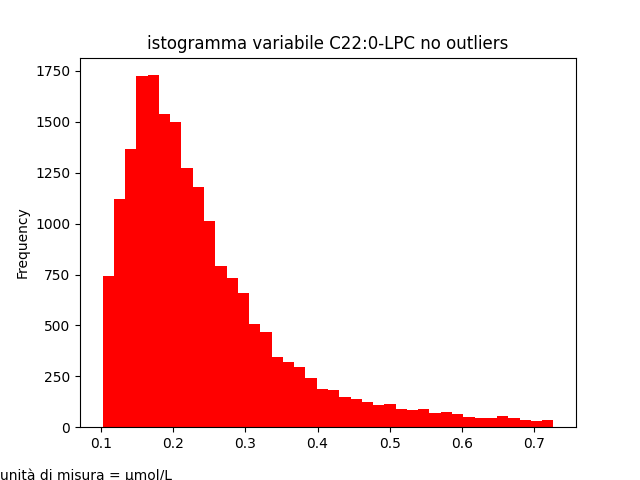 istogramma variabile C22:0-LPC no outliers
1750
1500
1250
1000
750
500
250
0
Frequency
0.1 0.2 0.3 0.4 0.5 0.6 0.7
unità di misura = μmol/L